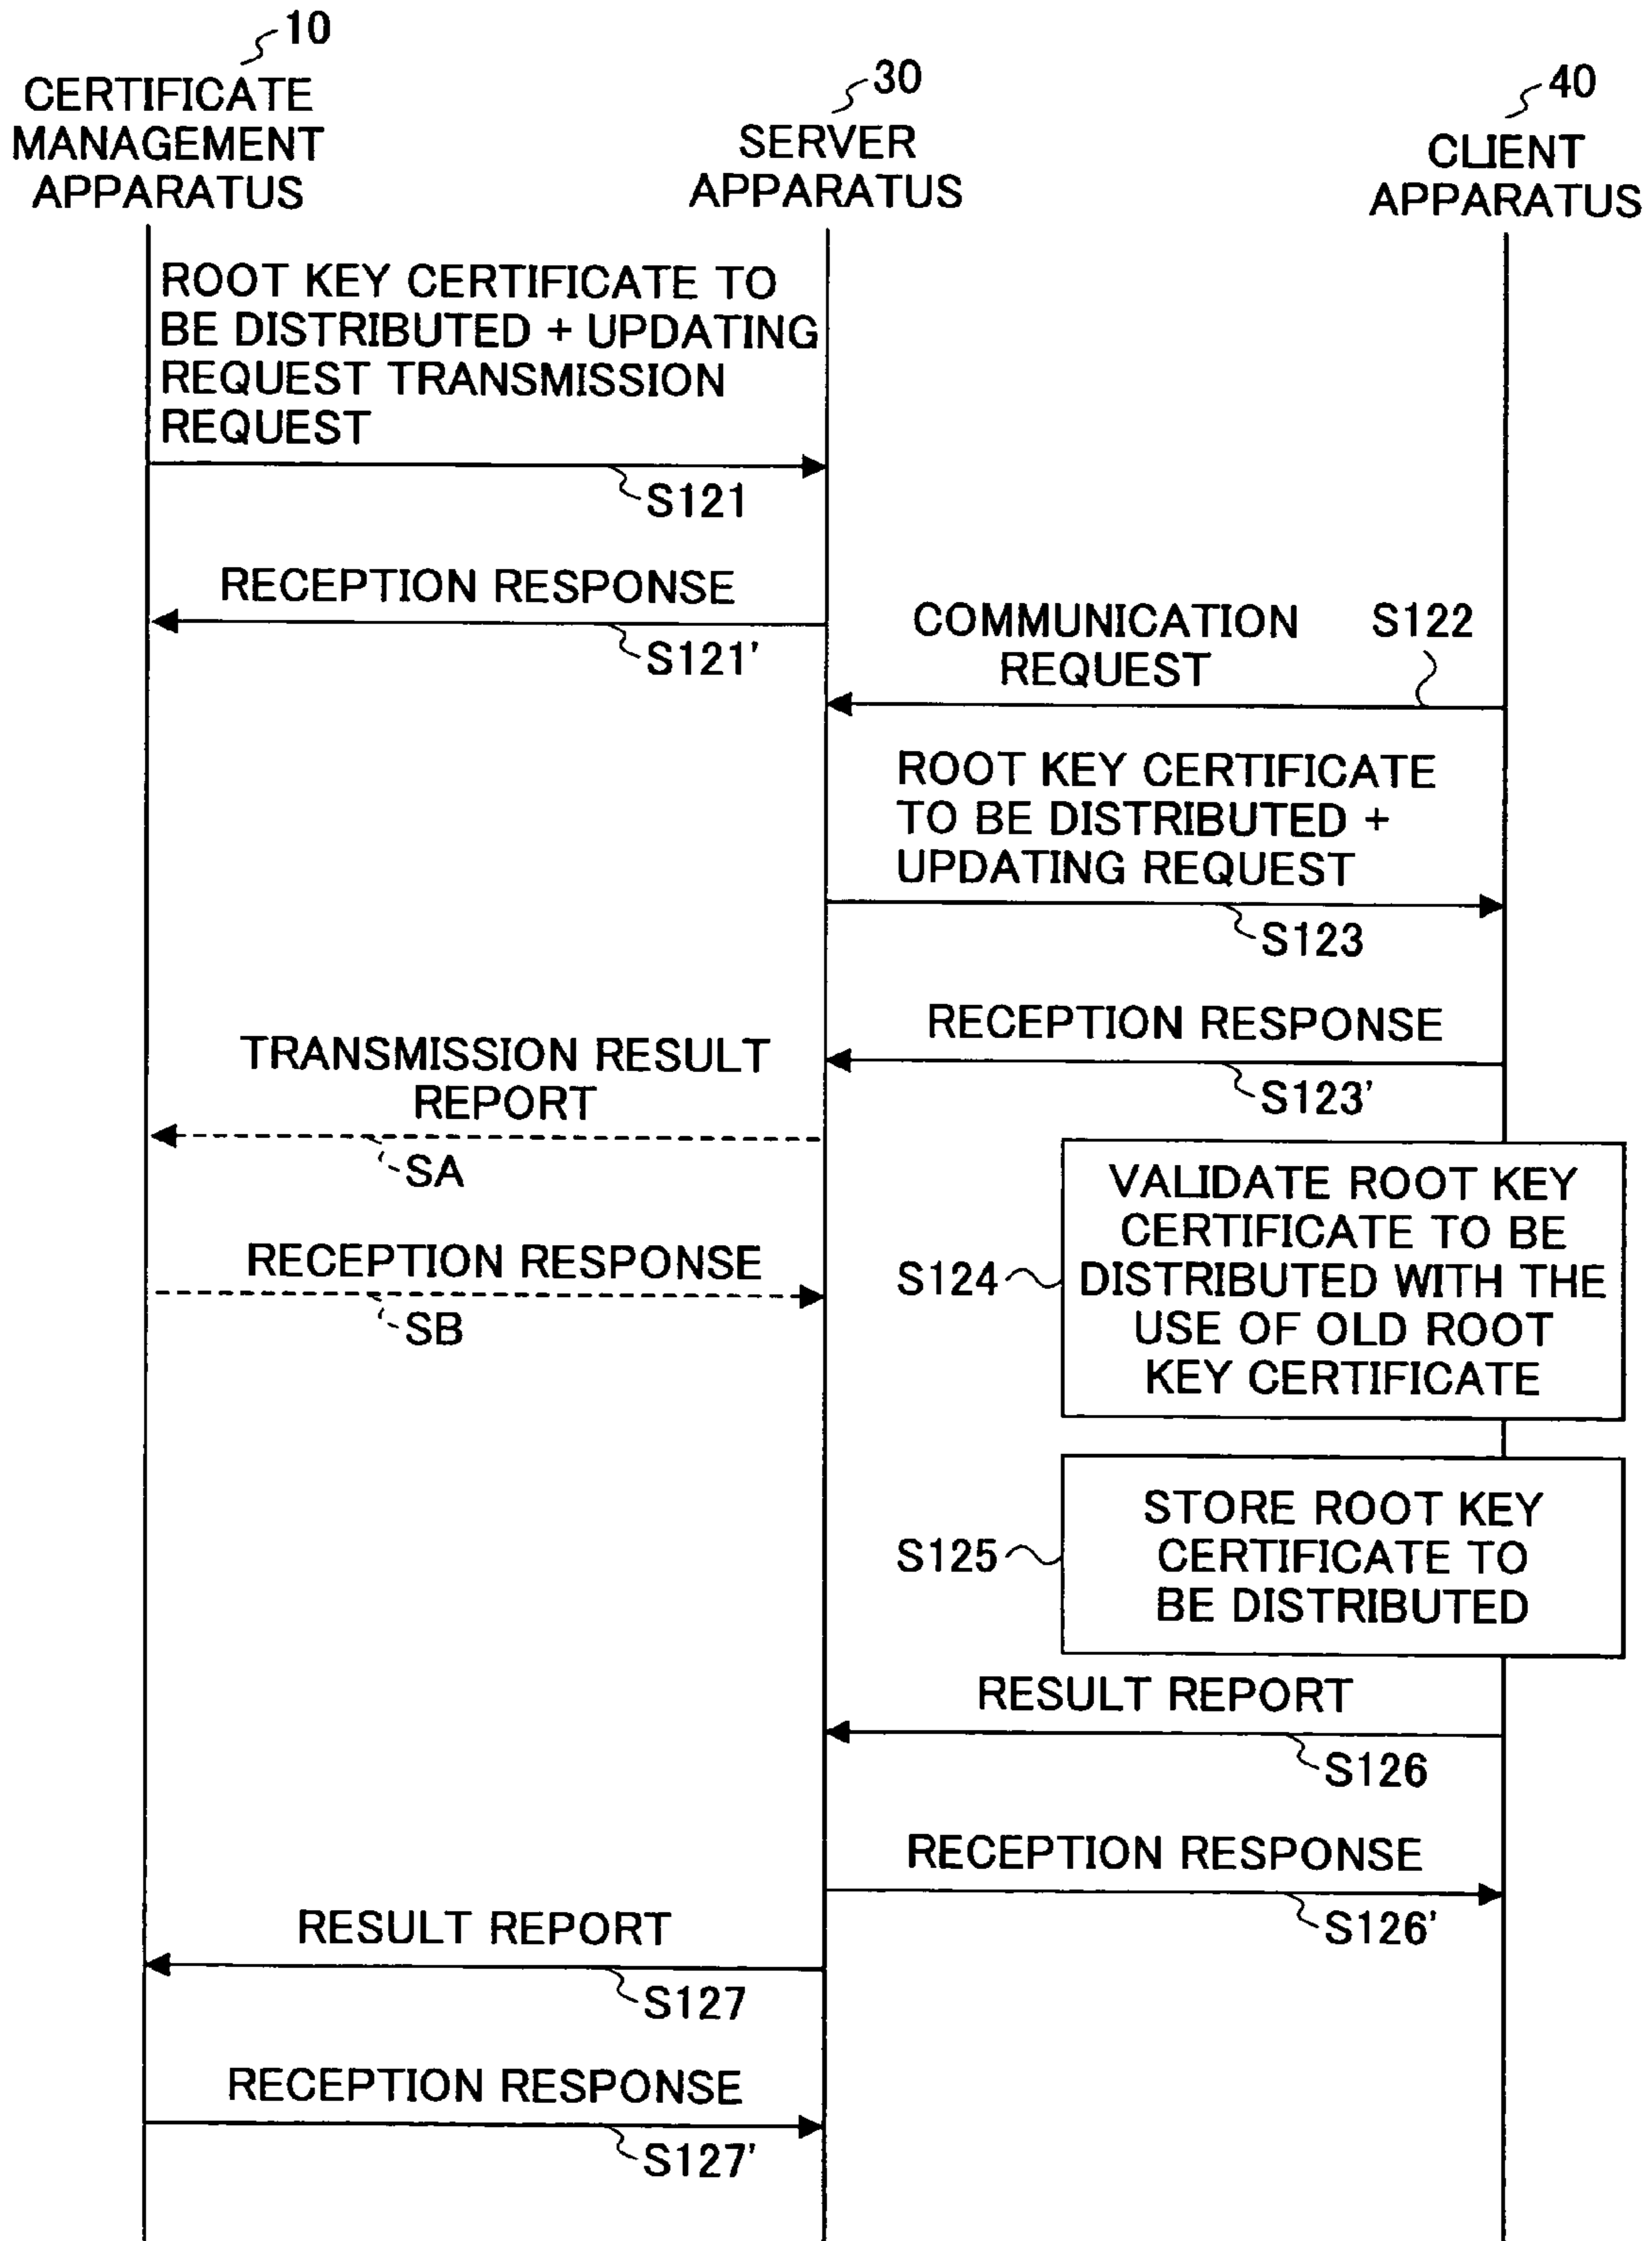 10
CERTIFICATE
MANAGEMENT
APPARATUS
30
SERVER
APPARATUS
40
CLIENT
APPARATUS
ROOT KEY CERTIFICATE TO
BE DISTRIBUTED + UPDATING
REQUEST TRANSMISSION
REQUEST
S121
RECEPTION RESPONSE
S121'
COMMUNICATION
REQUEST
S122
ROOT KEY CERTIFICATE
TO BE DISTRIBUTED +
UPDATING REQUEST
S123
RECEPTION RESPONSE
S123'
TRANSMISSION RESULT
REPORT
SA
RECEPTION RESPONSE
SB
S124
VALIDATE ROOT KEY
CERTIFICATE TO BE
DISTRIBUTED WITH THE
USE OF OLD ROOT
KEY CERTIFICATE
S125
STORE ROOT KEY
CERTIFICATE TO
BE DISTRIBUTED
RESULT REPORT
S126
RECEPTION RESPONSE
S126'
RESULT REPORT
S127
RECEPTION RESPONSE
S127'